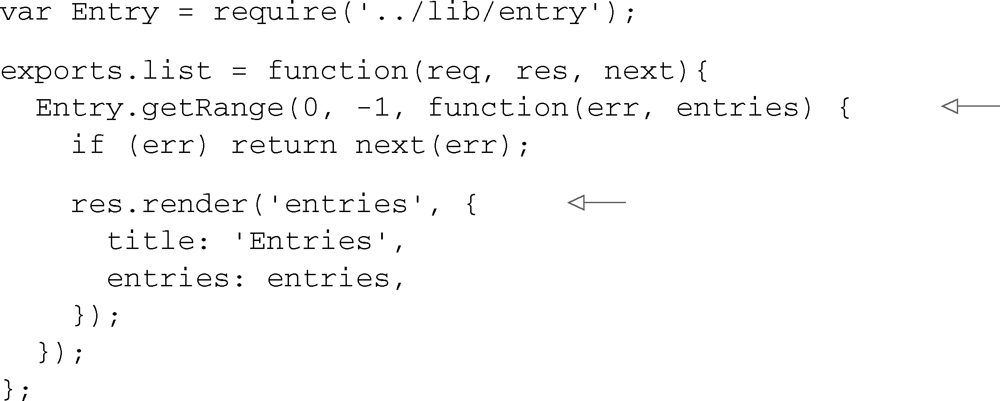 var Entry = require('../lib/entry');
exports.list = function(req, res, next){
  Entry.getRange(0, -1, function(err, entries) {
    if (err) return next(err);
    res.render('entries', {
      title: 'Entries',
      entries: entries,
    });
  });
};